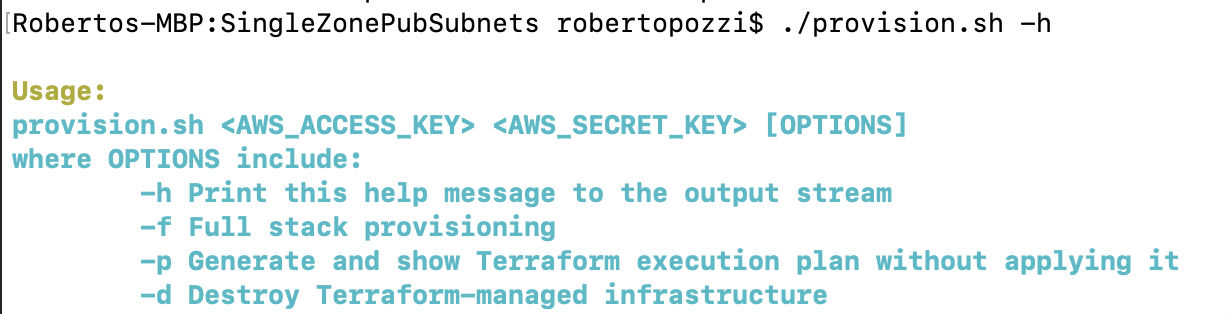 [Robertos-MBP:SingleZonePubSubnets robertopozzi$ ./provision.sh -h
Usage:
provision.sh <AWS_ACCESS_KEY> <AWS_SECRET_KEY> [OPTIONS]
where OPTIONS include:
-h Print this help message to the output stream
-f Full stack provisioning
-p Generate and show Terraform execution plan without applying it
-d Destroy Terraform-managed infrastructure